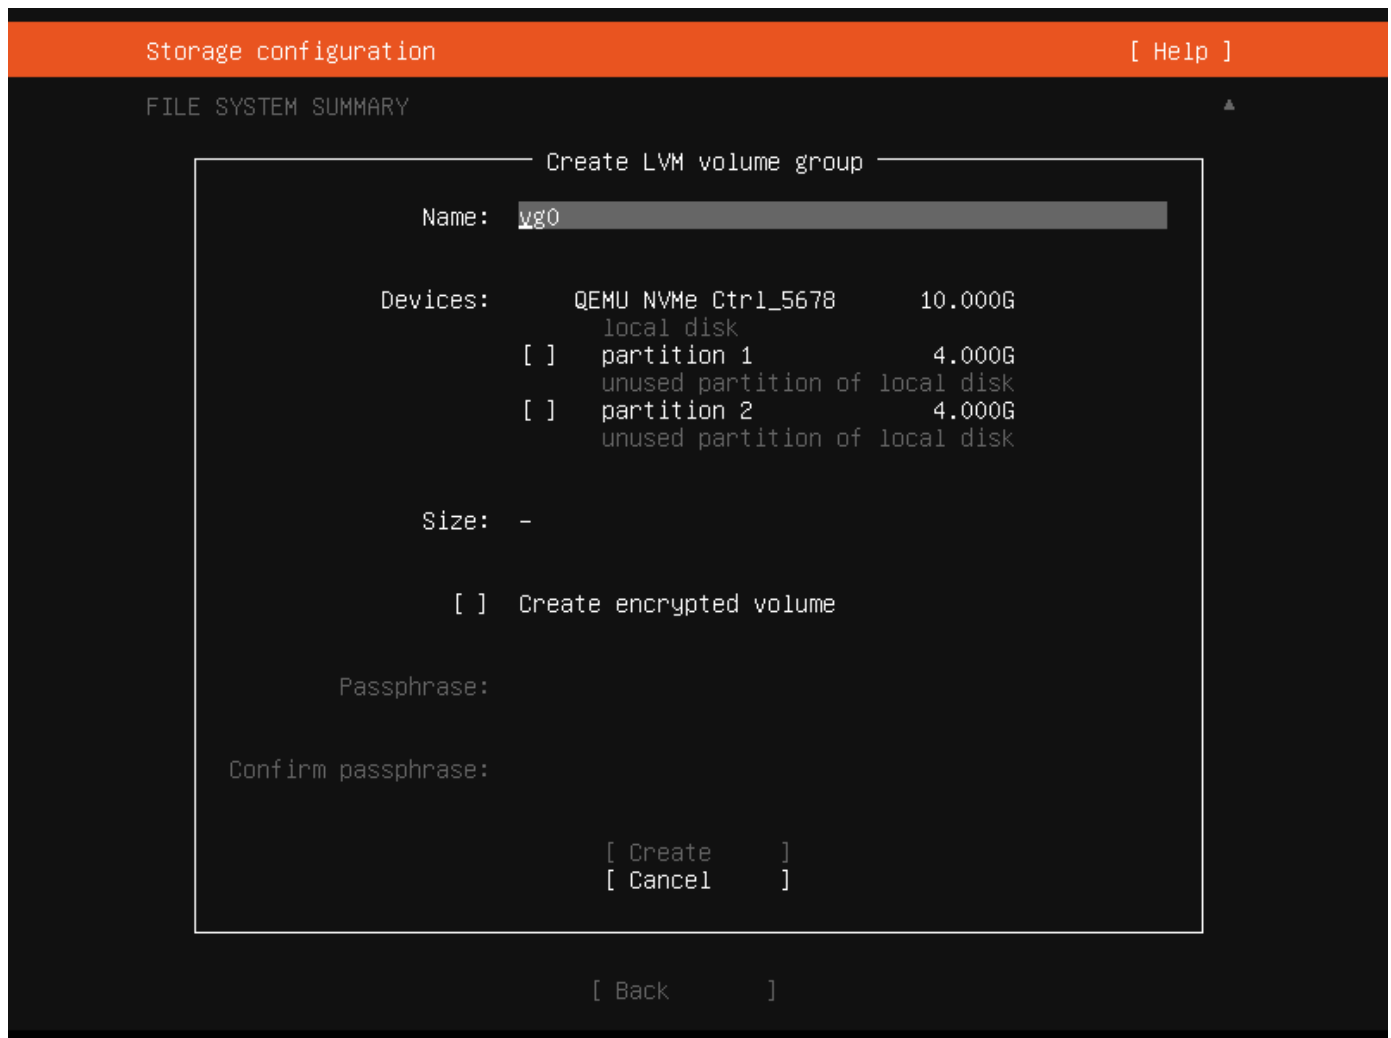 Storage configuration [ Help ]
FILE SYSTEM SUMMARY ▲
Create LVM volume group
Name: vg0
Devices: QEMU NVMe Ctrl_5678 10.000G
local disk
[ ] partition 1 4.000G
unused partition of local disk
[ ] partition 2 4.000G
unused partition of local disk
Size: -
[ ] Create encrypted volume
Passphrase:
Confirm passphrase:
[ Create ]
[ Cancel ]
[ Back ]